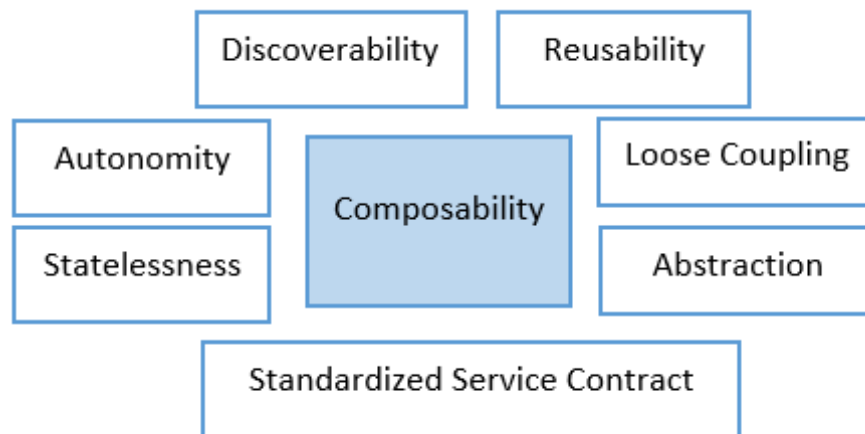 Discoverability
Reusability
Autonomity
Loose Coupling
Composability
Statelessness
Abstraction
Standardized Service Contract